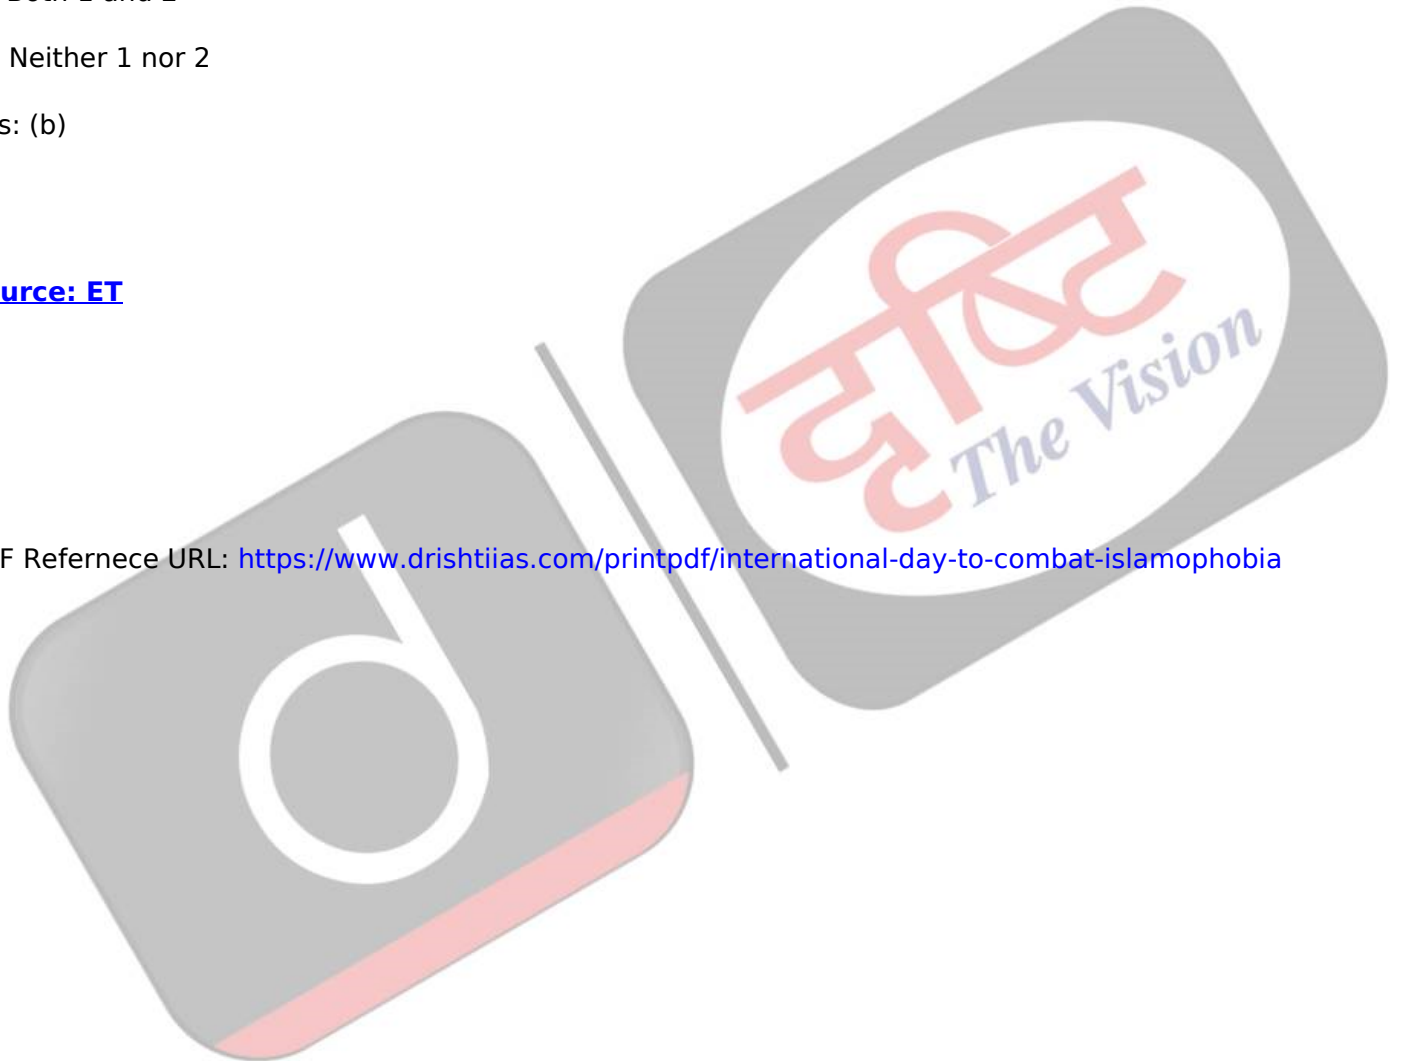 Neither 1 nor 2
s: (b)
urce: ET
दृष्टि
The Vision
F Refernece URL: https://www.drishtiias.com/printpdf/international-day-to-combat-islamophobia
d